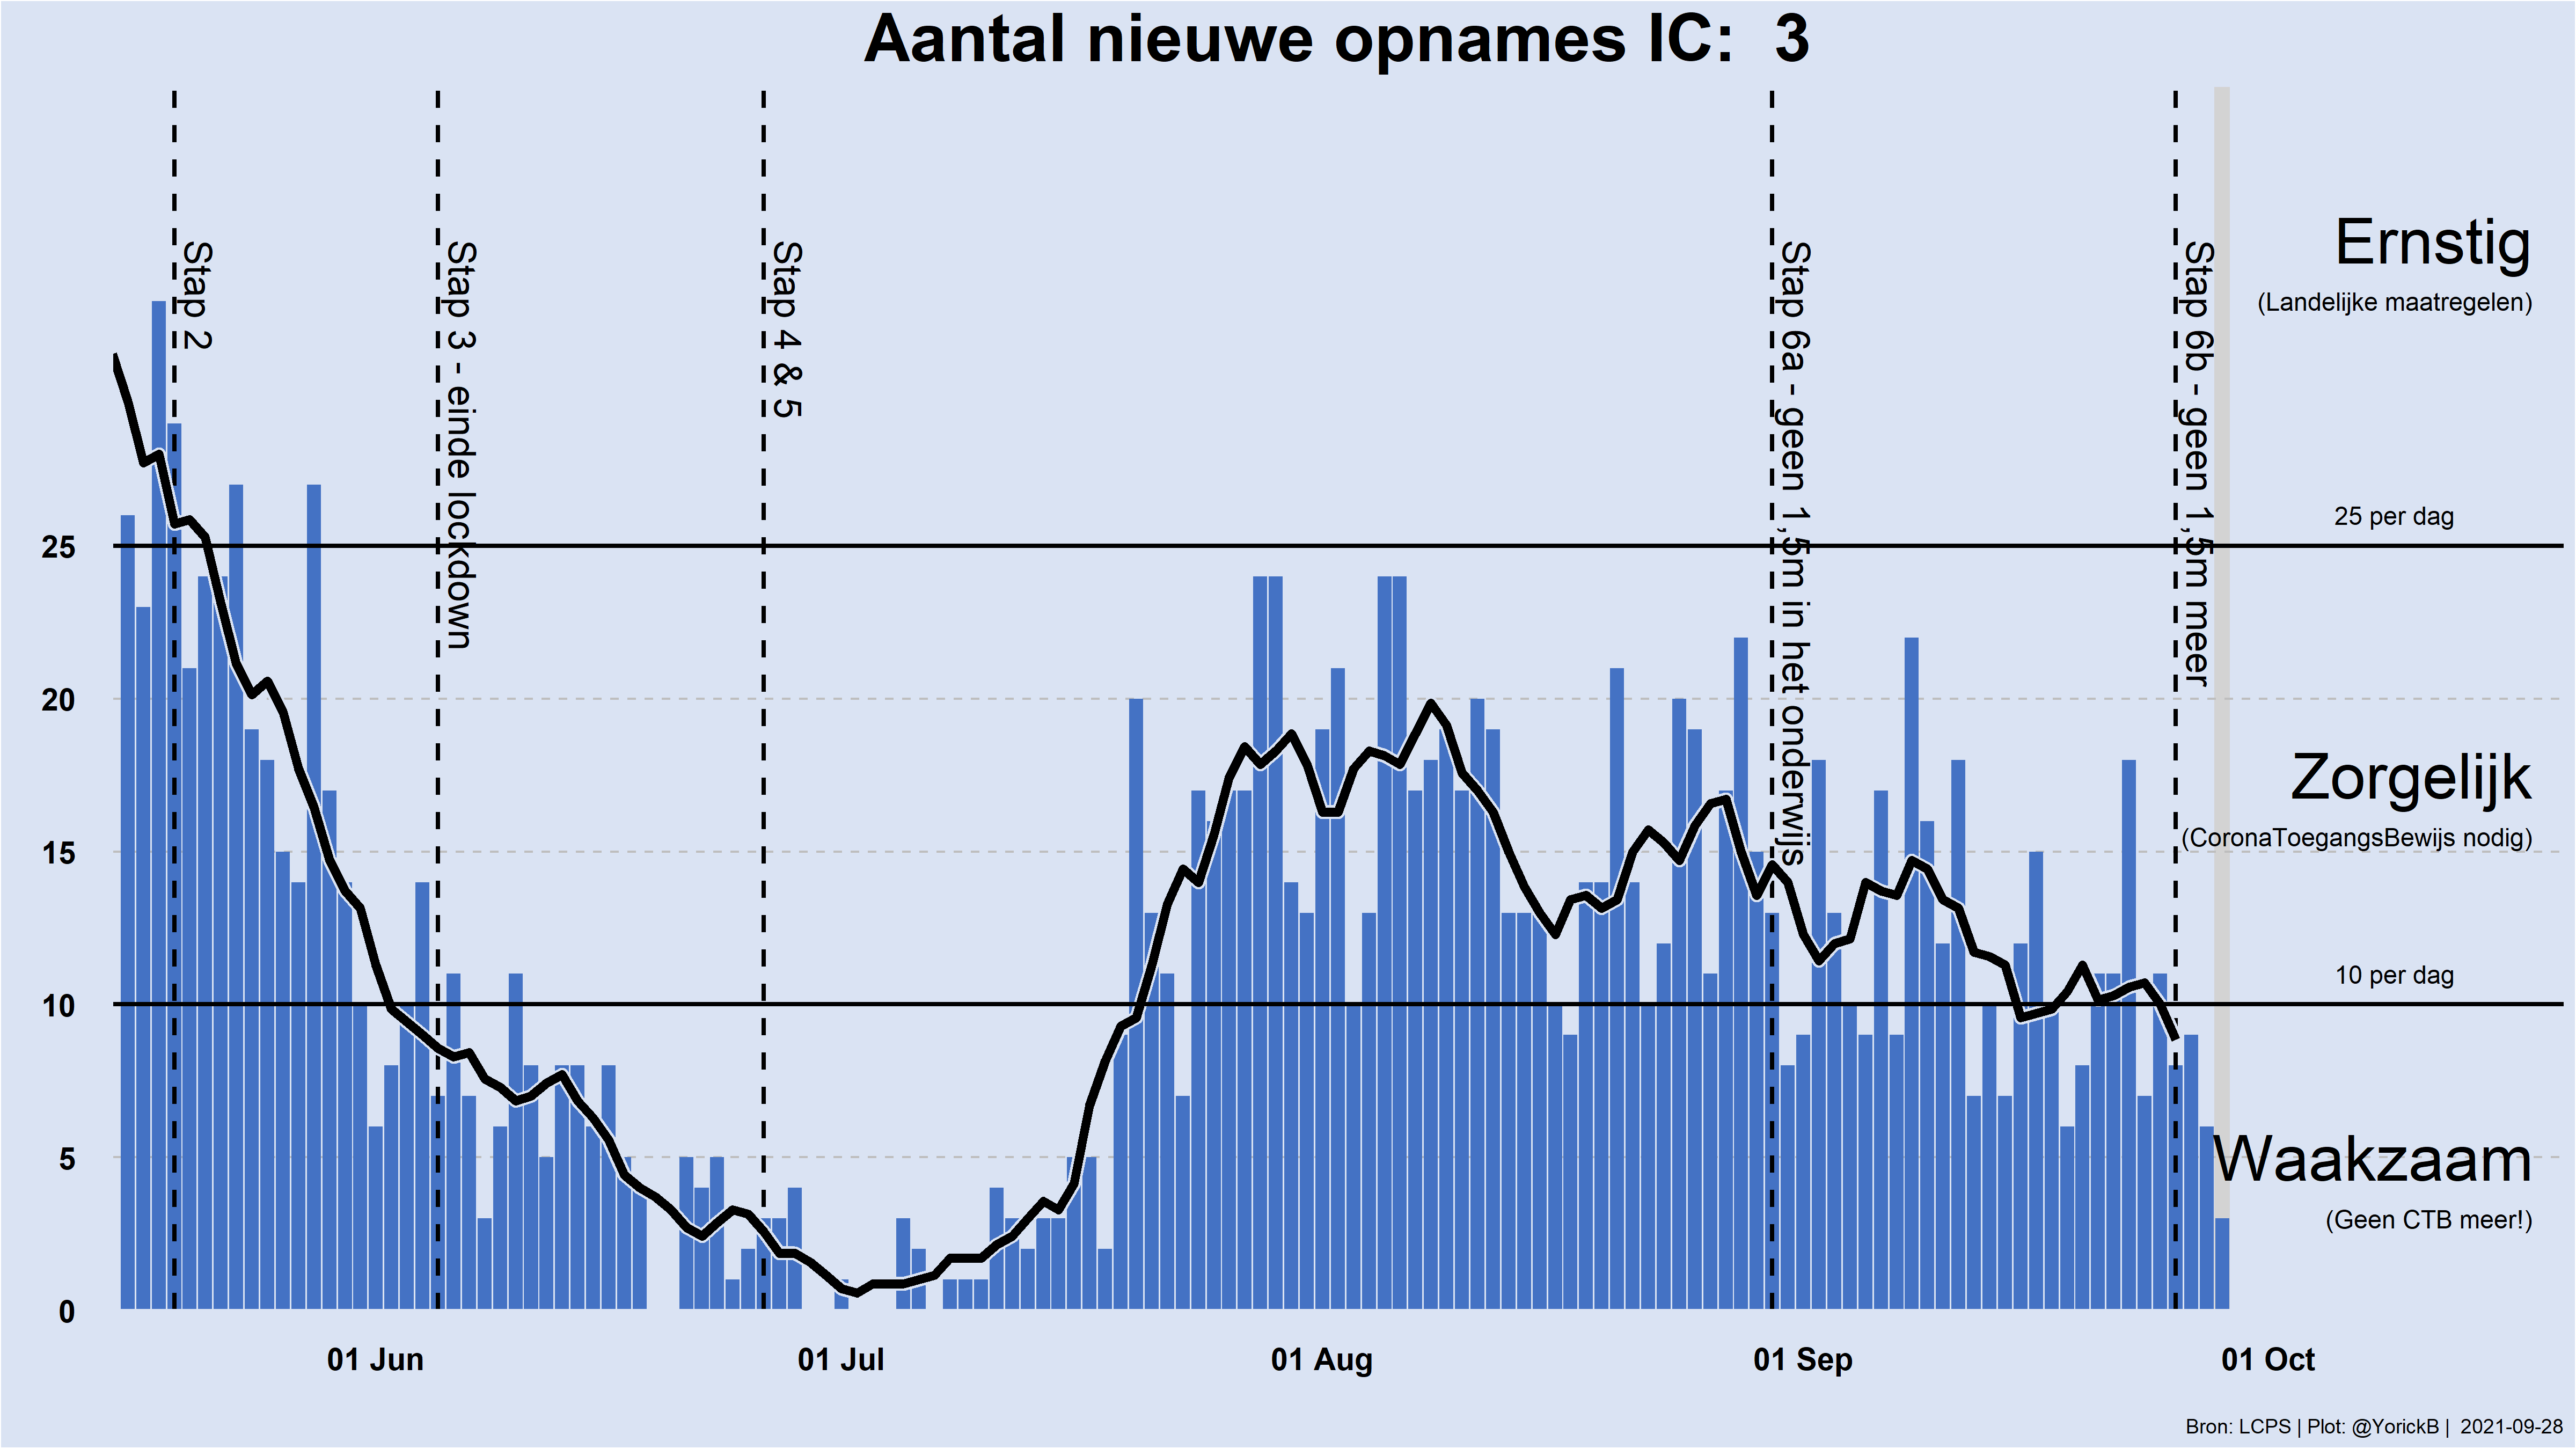 Aantal nieuwe opnames IC:  3
Stap 2
Stap 3 - einde lockdown
Stap 4 & 5
Stap 6a - geen 1,5m in het onderwijs
Stap 6b - geen 1,5m meer
Ernstig
(Landelijke maatregelen)
25 per dag
Zorgelijk
(CoronaToegangsBewijs nodig)
10 per dag
Waakzaam
(Geen CTB meer!)
25
20
15
10
5
0
01 Jun
01 Jul
01 Aug
01 Sep
01 Oct
Bron: LCPS | Plot: @YorickB |  2021-09-28